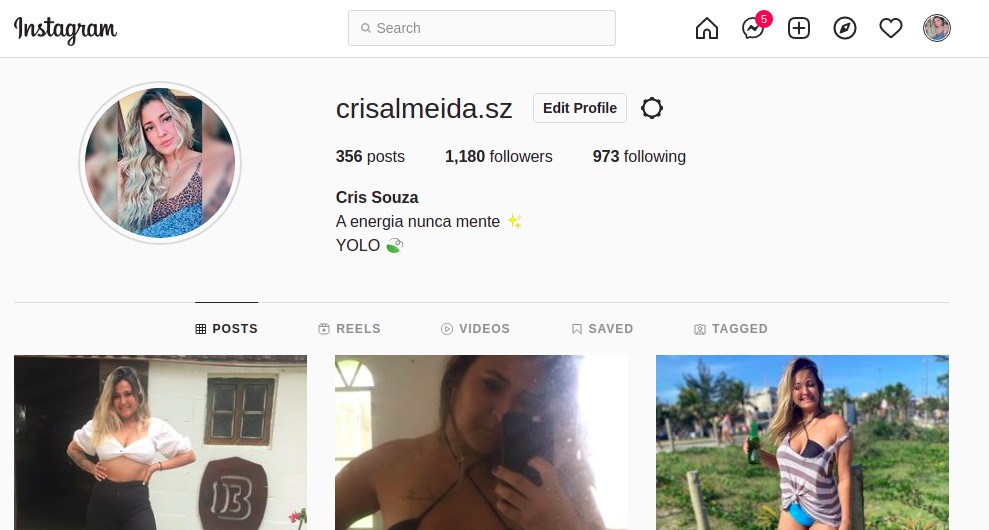 Instagram
Search
5
crisalmeida.sz Edit Profile
356 posts 1,180 followers 973 following
Cris Souza
A energia nunca mente ✨
YOLO 🍃
POSTS REELS VIDEOS SAVED TAGGED
B